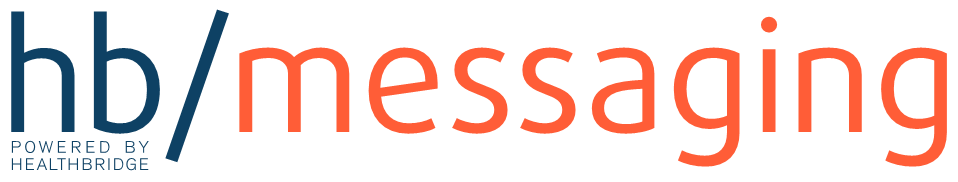 hb/messaging
POWERED BY
HEALTHBRIDGE